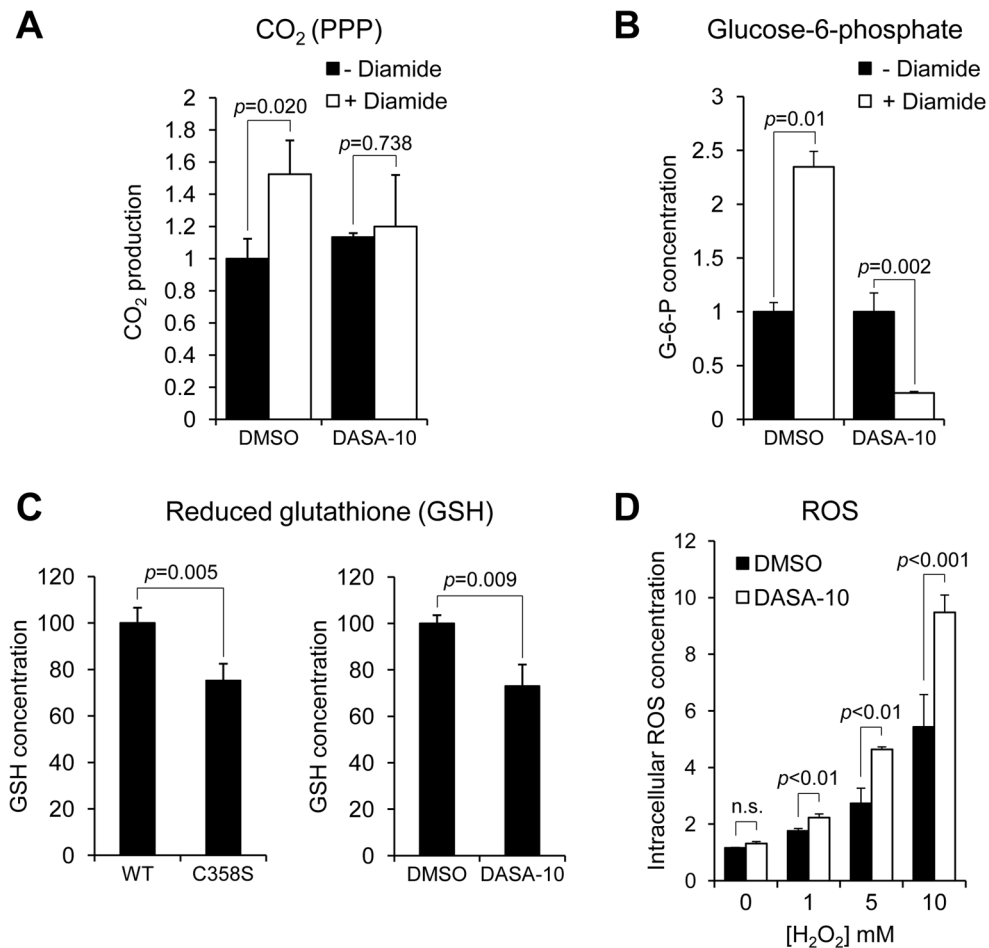 A
CO₂ (PPP)
- Diamide
+ Diamide
p=0.020
p=0.738
CO₂ production
2
1.8
1.6
1.4
1.2
1
0.8
0.6
0.4
0.2
0
DMSO
DASA-10
B
Glucose-6-phosphate
- Diamide
+ Diamide
p=0.01
p=0.002
G-6-P concentration
3
2.5
2
1.5
1
0.5
0
DMSO
DASA-10
C
Reduced glutathione (GSH)
p=0.005
GSH concentration
120
100
80
60
40
20
0
WT
C358S
p=0.009
GSH concentration
120
100
80
60
40
20
0
DMSO
DASA-10
D
ROS
DMSO
DASA-10
n.s.
p<0.01
p<0.01
p<0.001
Intracellular ROS concentration
12
10
8
6
4
2
0
0
1
5
10
[H₂O₂] mM